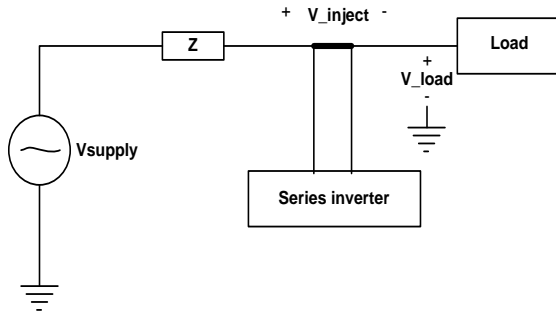 + V_inject -
Z
Load
+
V_load
-
Vsupply
Series inverter